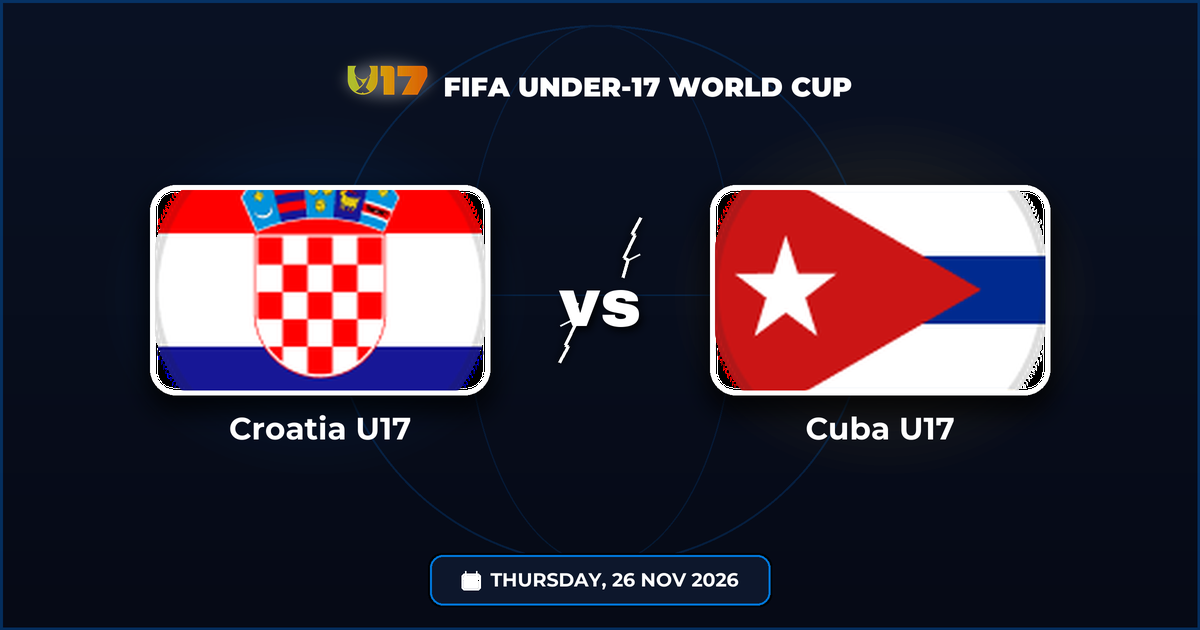 U17 FIFA UNDER-17 WORLD CUP
VS
Croatia U17
Cuba U17
THURSDAY, 26 NOV 2026